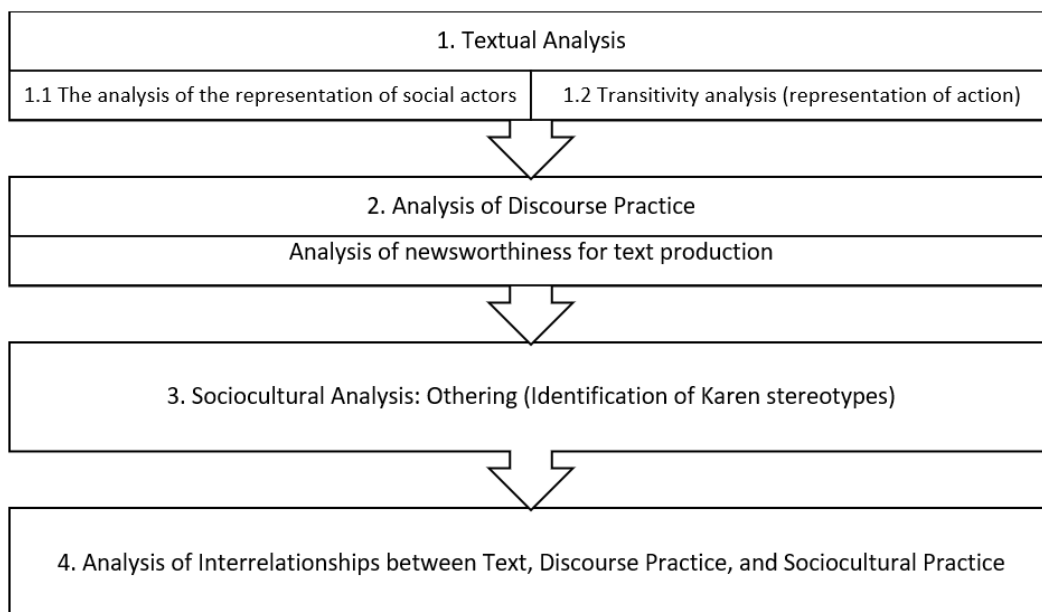 1. Textual Analysis
1.1 The analysis of the representation of social actors
1.2 Transitivity analysis (representation of action)
2. Analysis of Discourse Practice
Analysis of newsworthiness for text production
3. Sociocultural Analysis: Othering (Identification of Karen stereotypes)
4. Analysis of Interrelationships between Text, Discourse Practice, and Sociocultural Practice